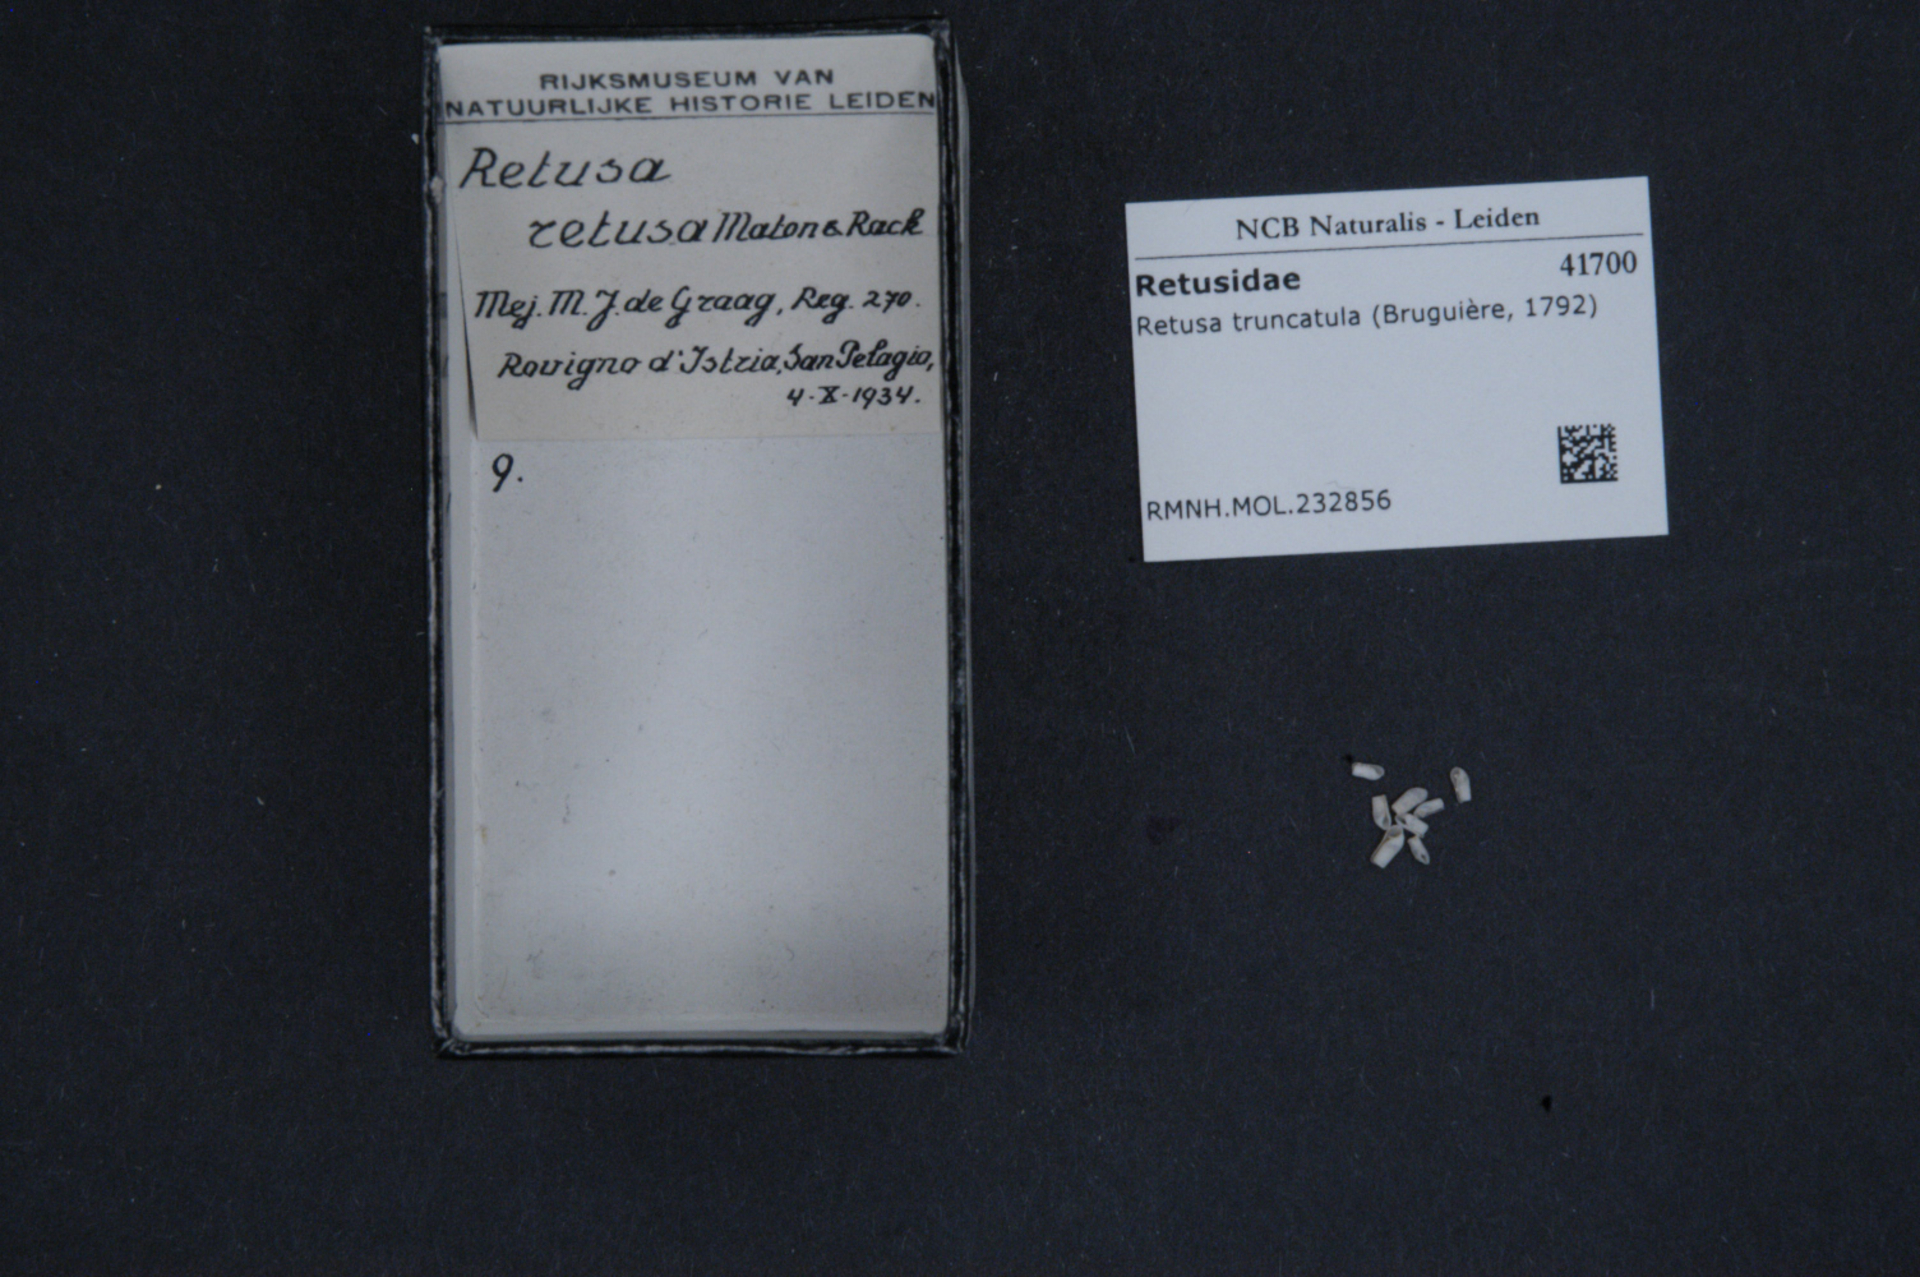 RIJKSMUSEUM VAN
NATUURLIJKE HISTORIE LEIDEN
Retusa
retusa Maton & Rack
Mej. M. J. de Graag, Reg. 270.
Rovigno d'Istria, San Pelagio,
4-X-1934.
9.
NCB Naturalis - Leiden
Retusidae 41700
Retusa truncatula (Bruguière, 1792)
RMNH.MOL.232856